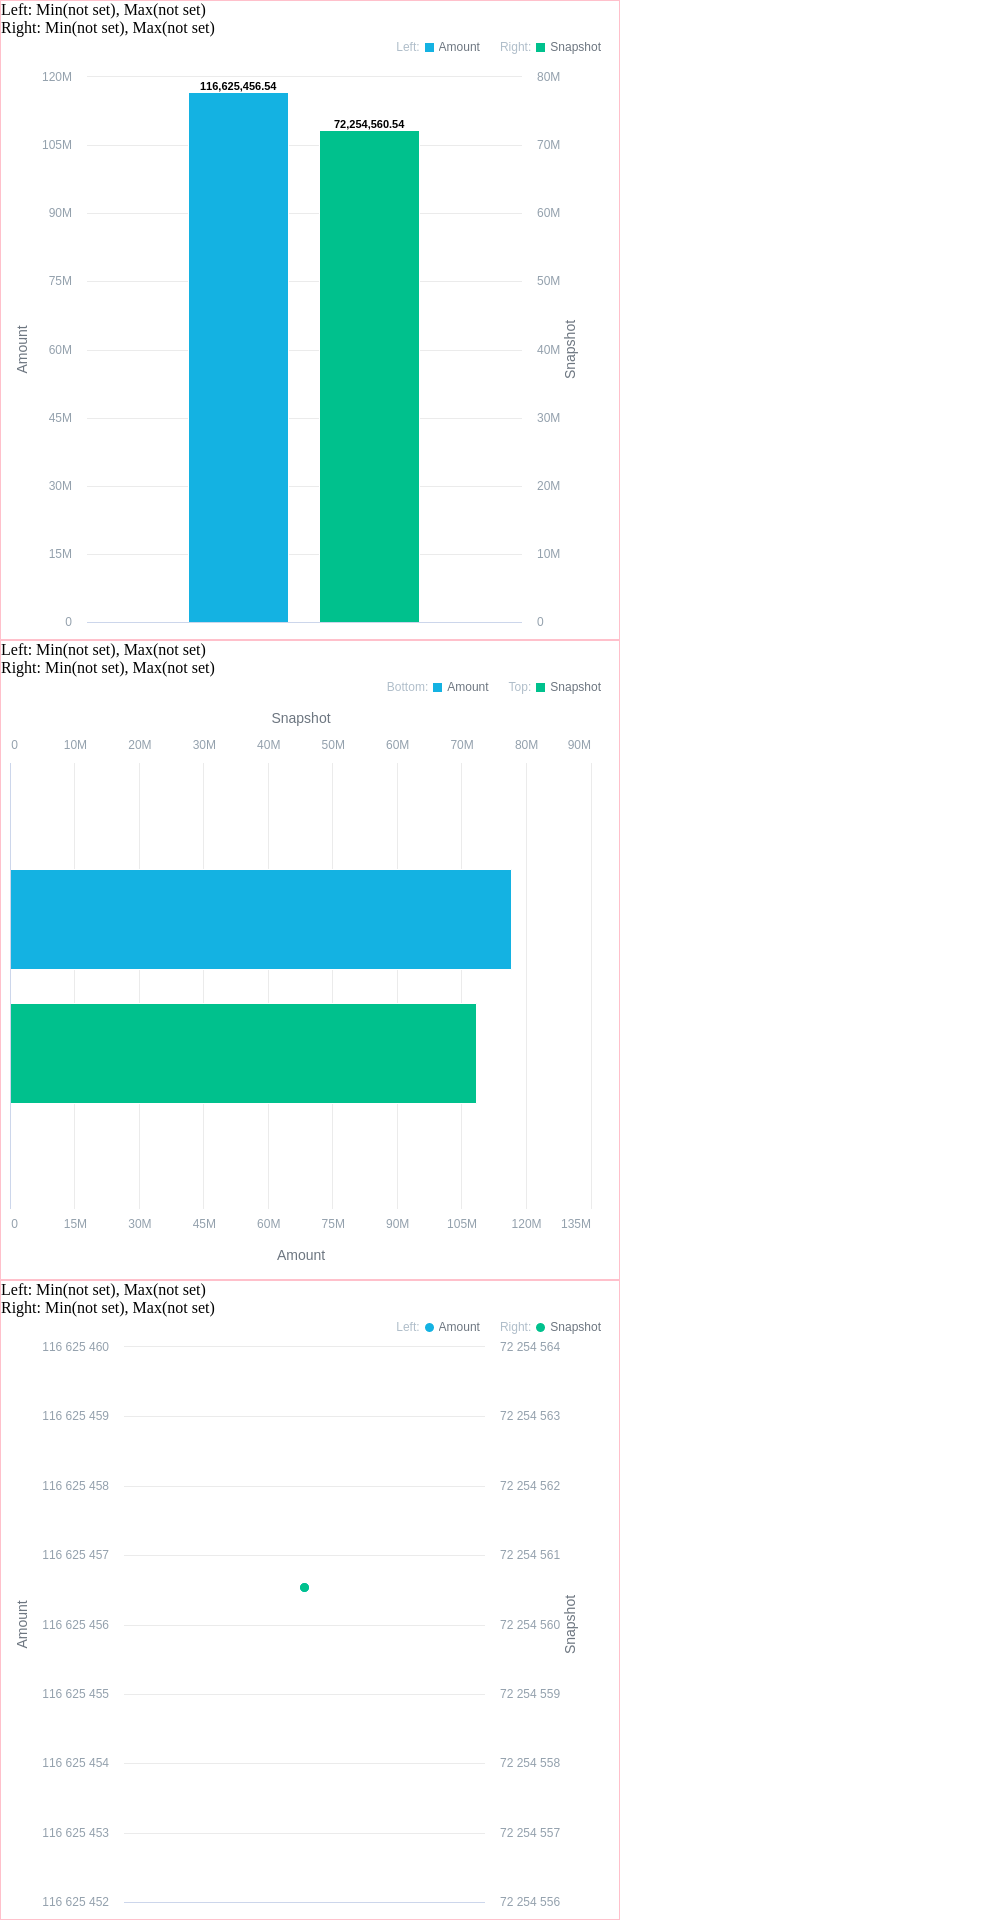 Left: Min(not set), Max(not set)
Right: Min(not set), Max(not set)
Left: Amount Right: Snapshot
120M 80M
116,625,456.54
72,254,560.54
105M 70M
90M 60M
75M 50M
Amount
Snapshot
60M 40M
45M 30M
30M 20M
15M 10M
0 0
Left: Min(not set), Max(not set)
Right: Min(not set), Max(not set)
Bottom: Amount Top: Snapshot
Snapshot
0 10M 20M 30M 40M 50M 60M 70M 80M 90M
0 15M 30M 45M 60M 75M 90M 105M 120M 135M
Amount
Left: Min(not set), Max(not set)
Right: Min(not set), Max(not set)
Left: Amount Right: Snapshot
116 625 460 72 254 564
116 625 459 72 254 563
116 625 458 72 254 562
116 625 457 72 254 561
Amount
Snapshot
116 625 456 72 254 560
116 625 455 72 254 559
116 625 454 72 254 558
116 625 453 72 254 557
116 625 452 72 254 556